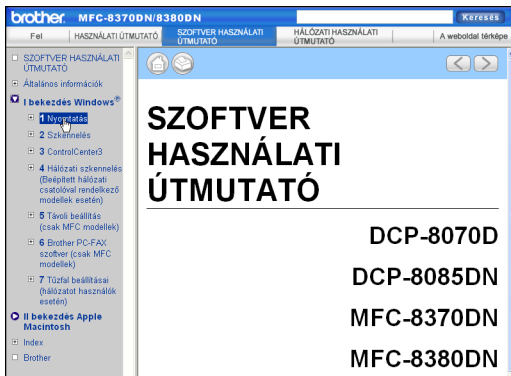 brother. MFC-8370DN/8380DN
Keresés
Fel
HASZNÁLATI ÚTMUTATÓ
SZOFTVER HASZNÁLATI
ÚTMUTATÓ
HÁLÓZATI HASZNÁLATI
ÚTMUTATÓ
A weboldal térképe
SZOFTVER HASZNÁLATI
ÚTMUTATÓ
Általános információk
I bekezdés Windows®
1 Nyomtatás
2 Szkennelés
3 ControlCenter3
4 Hálózati szkennelés
(Beépített hálózati
csatolóval rendelkező
modellek esetén)
5 Távoli beállítás
(csak MFC modellek)
6 Brother PC-FAX
szoftver (csak MFC
modellek)
7 Tűzfal beállításai
(hálózatot használók
esetén)
II bekezdés Apple
Macintosh
Index
Brother
SZOFTVER
HASZNÁLATI
ÚTMUTATÓ
DCP-8070D
DCP-8085DN
MFC-8370DN
MFC-8380DN